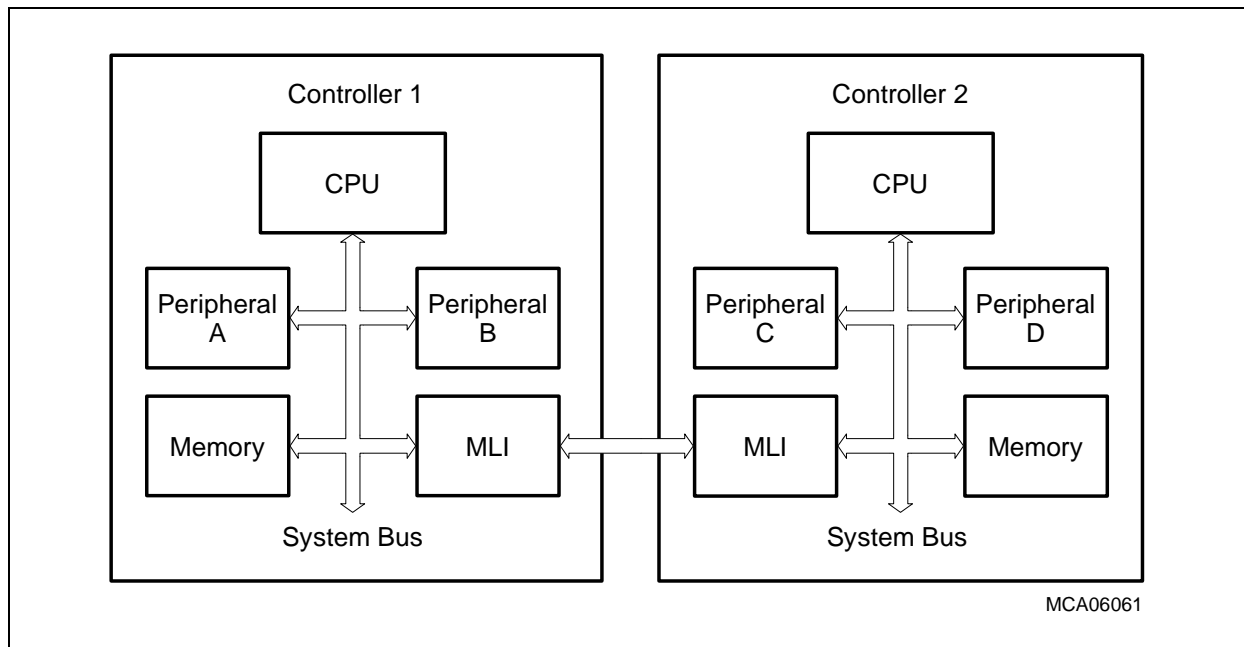 Controller 1
CPU
Peripheral
A
Peripheral
B
Memory
MLI
System Bus
Controller 2
CPU
Peripheral
C
Peripheral
D
MLI
Memory
System Bus
MCA06061